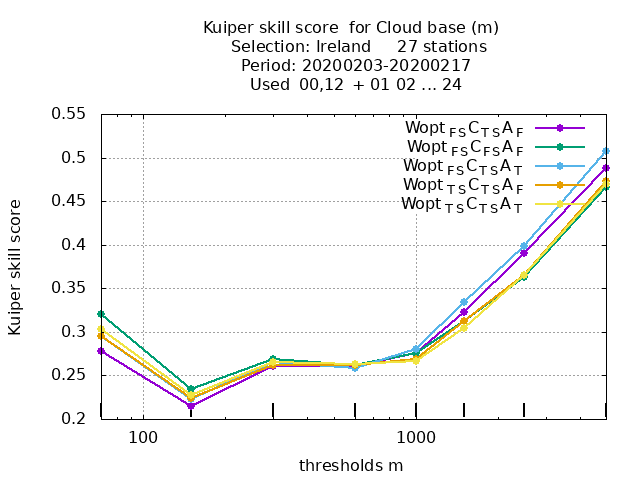 Kuiper skill score  for Cloud base (m)
Selection: Ireland     27 stations
Period: 20200203-20200217
Used  00,12  + 01 02 ... 24
Kuiper skill score
0.55
0.5
0.45
0.4
0.35
0.3
0.25
0.2
Wopt FS C TS A F
Wopt FS C FS A F
Wopt FS C TS A T
Wopt TS C TS A F
Wopt TS C TS A T
100
1000
thresholds m